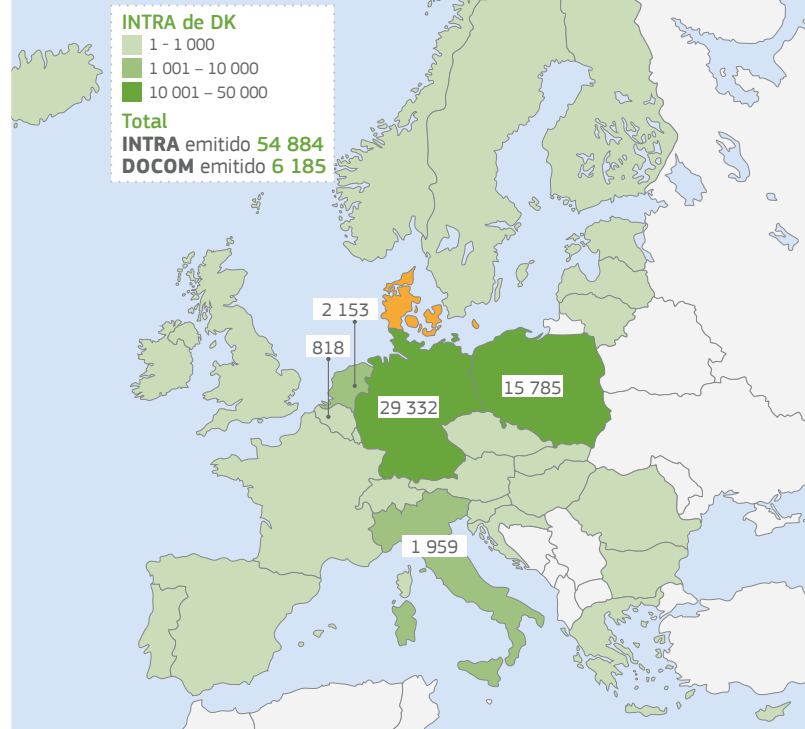 INTRA de DK
1 - 1 000
1 001 – 10 000
10 001 – 50 000
Total
INTRA emitido 54 884
DOCOM emitido 6 185
2 153
818
29 332
15 785
1 959